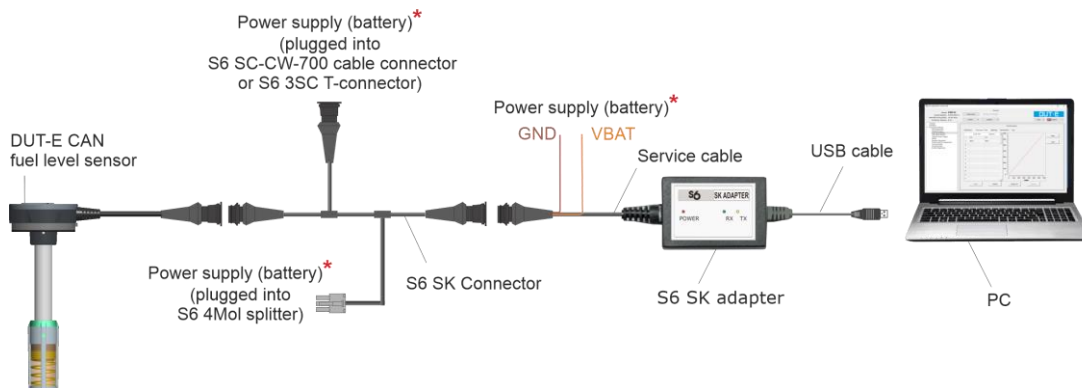 Power supply (battery)*
(plugged into
S6 SC-CW-700 cable connector
or S6 3SC T-connector)
DUT-E CAN
fuel level sensor
Power supply (battery)*
GND
VBAT
Service cable
USB cable
DUT-E
S6
SK ADAPTER
POWER
RX
TX
Power supply (battery)*
(plugged into
S6 4Mol splitter)
S6 SK Connector
S6 SK adapter
PC